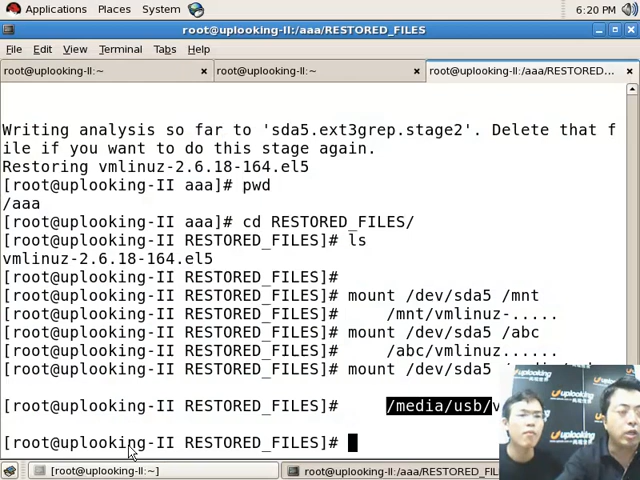 Applications Places System 6:20 PM
root@uplooking-II:/aaa/RESTORED_FILES
File Edit View Terminal Tabs Help
root@uplooking-II:~ root@uplooking-II:~ root@uplooking-II:/aaa/RESTORED...
Writing analysis so far to 'sda5.ext3grep.stage2'. Delete that f
ile if you want to do this stage again.
Restoring vmlinuz-2.6.18-164.el5
[root@uplooking-II aaa]# pwd
/aaa
[root@uplooking-II aaa]# cd RESTORED_FILES/
[root@uplooking-II RESTORED_FILES]# ls
vmlinuz-2.6.18-164.el5
[root@uplooking-II RESTORED_FILES]#
[root@uplooking-II RESTORED_FILES]# mount /dev/sda5 /mnt
[root@uplooking-II RESTORED_FILES]# /mnt/vmlinuz-.....
[root@uplooking-II RESTORED_FILES]# mount /dev/sda5 /abc
[root@uplooking-II RESTORED_FILES]# /abc/vmlinuz......
[root@uplooking-II RESTORED_FILES]# mount /dev/sda5
[root@uplooking-II RESTORED_FILES]# /media/usb/v
[root@uplooking-II RESTORED_FILES]#
[root@uplooking-II:~] root@uplooking-II:/aaa/RESTORED_FIL
uplooking
uplooking